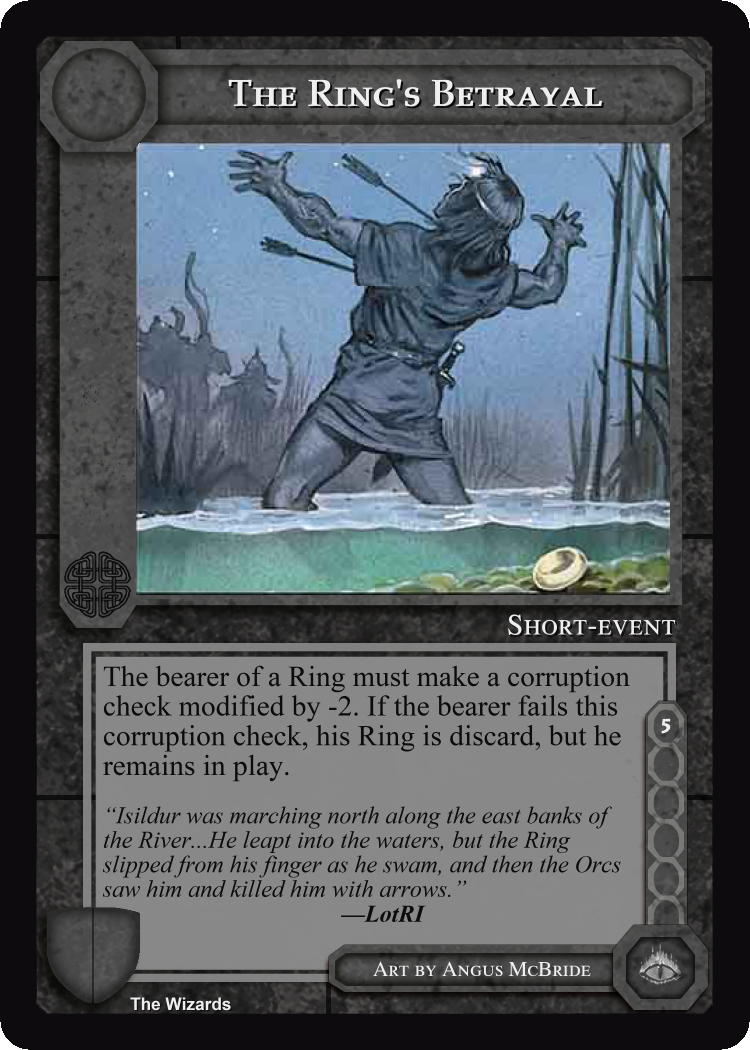 The Ring's Betrayal
Short-event
The bearer of a Ring must make a corruption
check modified by -2. If the bearer fails this
corruption check, his Ring is discard, but he
remains in play.
5
“Isildur was marching north along the east banks of
the River...He leapt into the waters, but the Ring
slipped from his finger as he swam, and then the Orcs
saw him and killed him with arrows.”
—LotRI
Art by Angus McBride
The Wizards